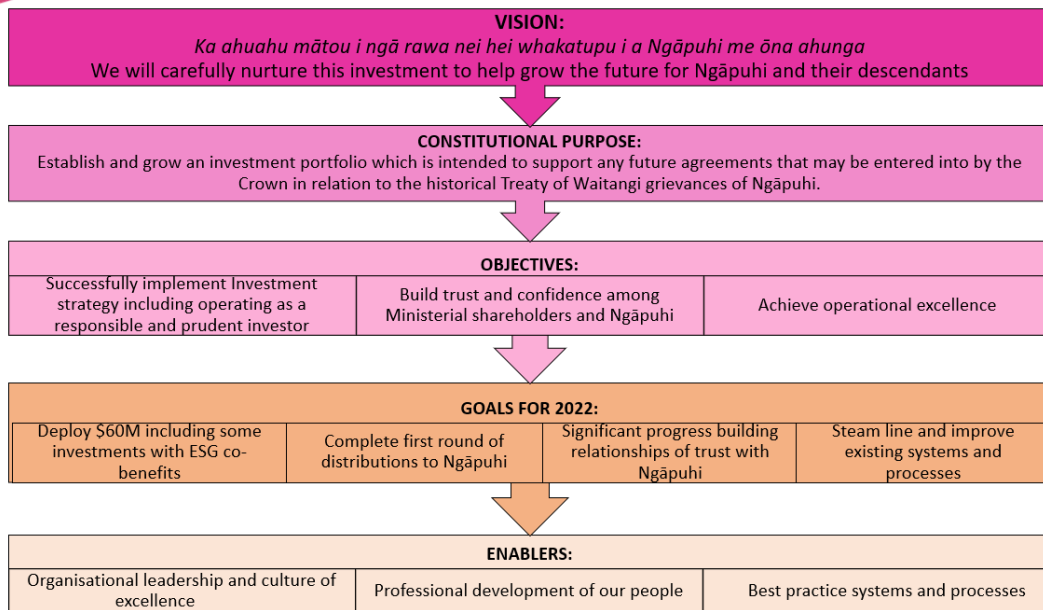 VISION:
Ka ahuahu mātou i ngā rawa nei hei whakatupu i a Ngāpuhi me ōna ahunga
We will carefully nurture this investment to help grow the future for Ngāpuhi and their descendants
CONSTITUTIONAL PURPOSE:
Establish and grow an investment portfolio which is intended to support any future agreements that may be entered into by the
Crown in relation to the historical Treaty of Waitangi grievances of Ngāpuhi.
OBJECTIVES:
Successfully implement Investment
strategy including operating as a
responsible and prudent investor
Build trust and confidence among
Ministerial shareholders and Ngāpuhi
Achieve operational excellence
GOALS FOR 2022:
Deploy $60M including some
investments with ESG co-
benefits
Complete first round of
distributions to Ngāpuhi
Significant progress building
relationships of trust with
Ngāpuhi
Steam line and improve
existing systems and
processes
ENABLERS:
Organisational leadership and culture of
excellence
Professional development of our people
Best practice systems and processes